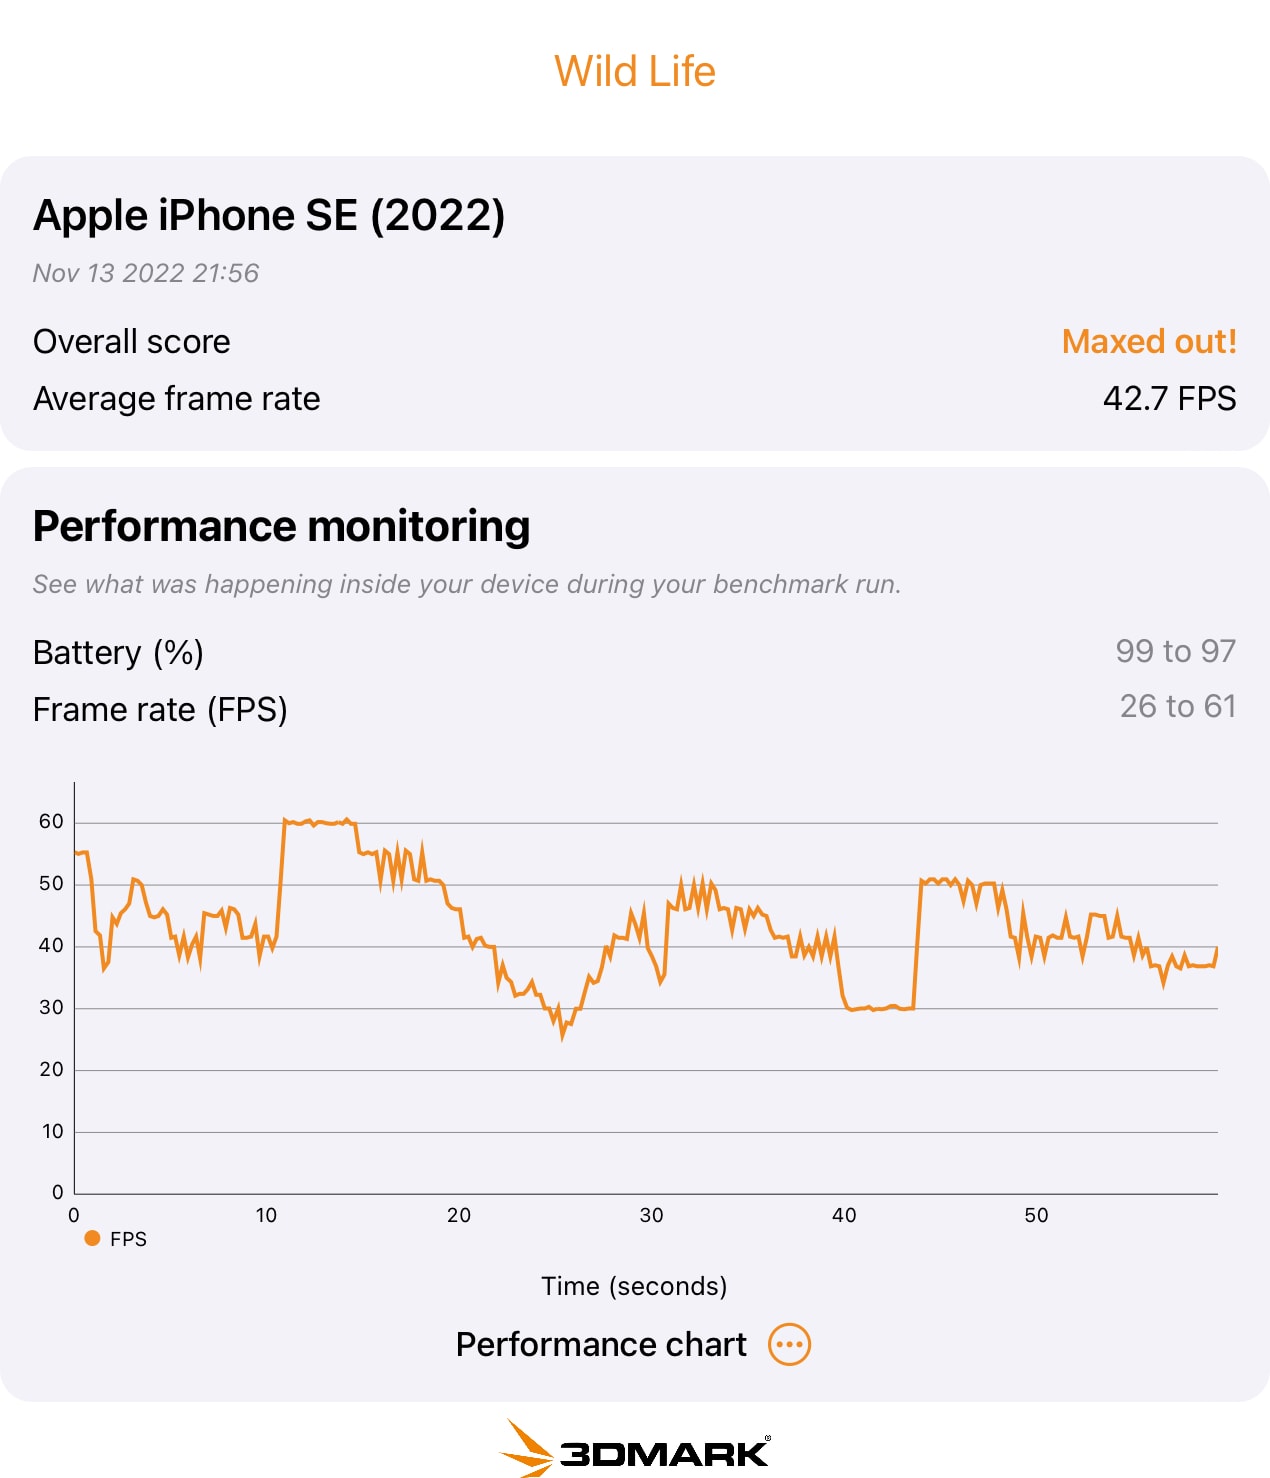 Wild Life
Apple iPhone SE (2022)
Nov 13 2022 21:56
Overall score Maxed out!
Average frame rate 42.7 FPS
Performance monitoring
See what was happening inside your device during your benchmark run.
Battery (%) 99 to 97
Frame rate (FPS) 26 to 61
60
50
40
30
20
10
0
0 10 20 30 40 50
FPS
Time (seconds)
Performance chart
3DMARK®